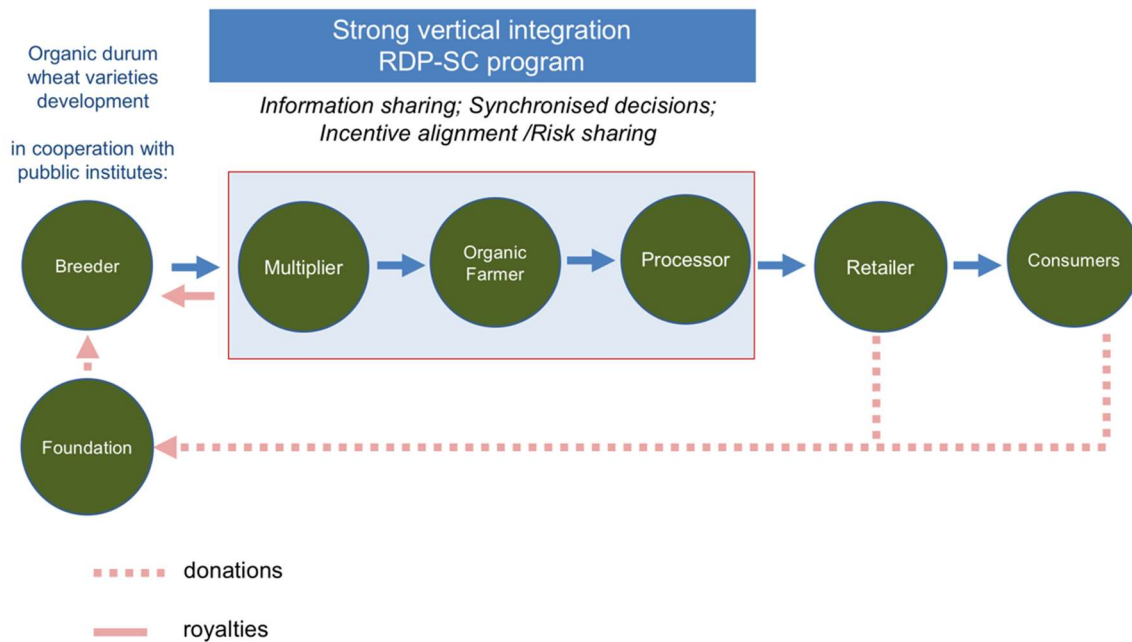 Strong vertical integration
RDP-SC program
Organic durum
wheat varieties
development
in cooperation with
pubblic institutes:
Information sharing; Synchronised decisions;
Incentive alignment /Risk sharing
Breeder
Multiplier
Organic
Farmer
Processor
Retailer
Consumers
Foundation
donations
royalties